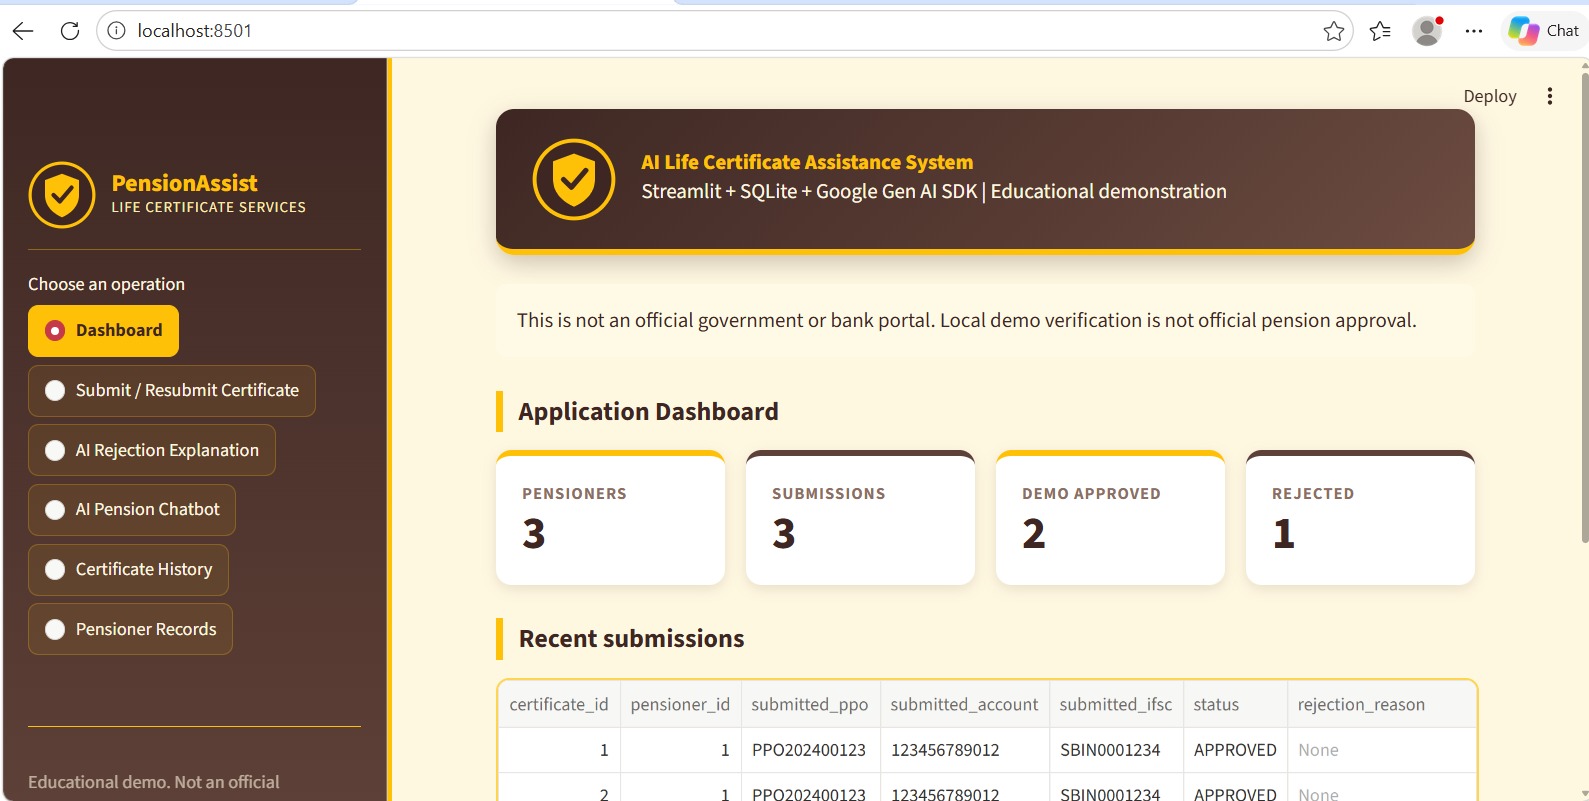 localhost:8501
Chat
Deploy
PensionAssist
LIFE CERTIFICATE SERVICES
Choose an operation
Dashboard
Submit / Resubmit Certificate
AI Rejection Explanation
AI Pension Chatbot
Certificate History
Pensioner Records
Educational demo. Not an official
AI Life Certificate Assistance System
Streamlit + SQLite + Google Gen AI SDK | Educational demonstration
This is not an official government or bank portal. Local demo verification is not official pension approval.
Application Dashboard
PENSIONERS
3
SUBMISSIONS
3
DEMO APPROVED
2
REJECTED
1
Recent submissions
certificate_id pensioner_id submitted_ppo submitted_account submitted_ifsc status rejection_reason
1 1 PPO202400123 123456789012 SBIN0001234 APPROVED None
2 1 PPO202400123 123456789012 SBIN0001234 APPROVED None